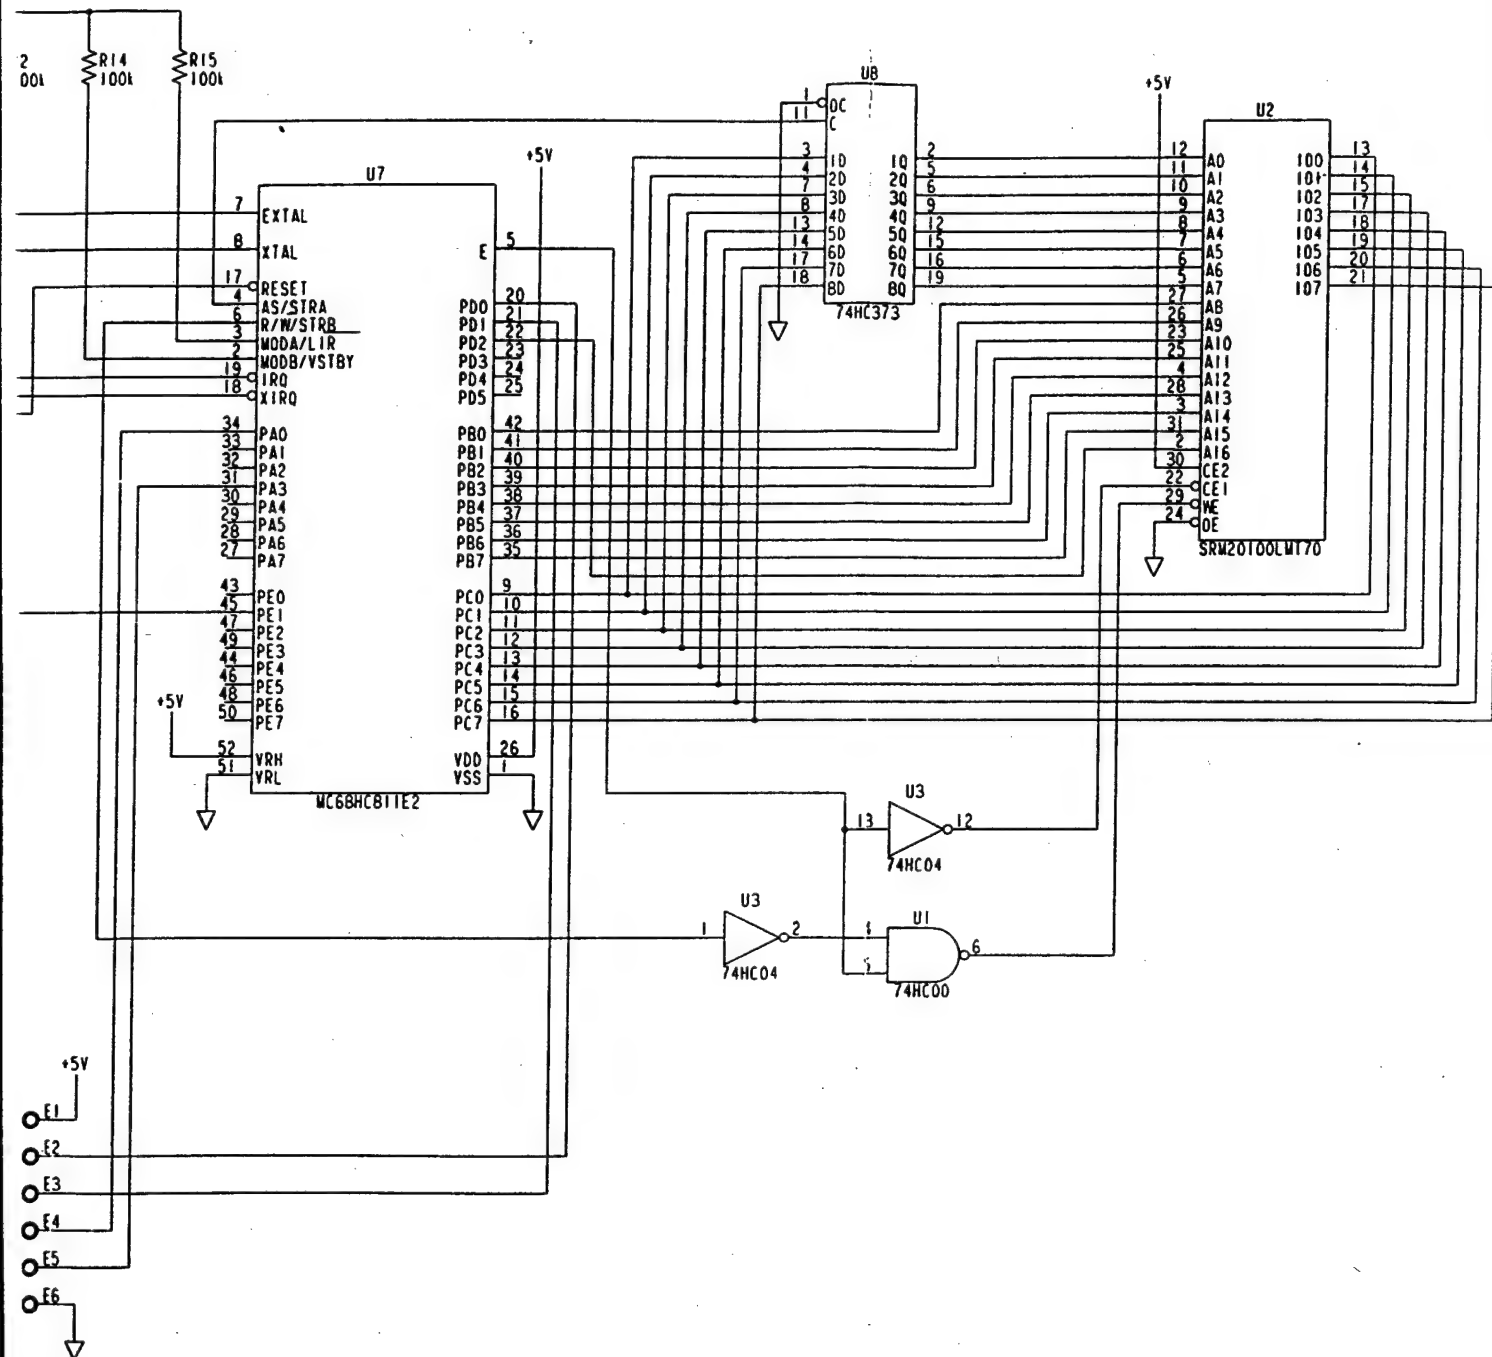 2
00k
R14
100k
R15
100k
U7
7 EXTAL
8 XTAL
17 RESET
4 AS/STRA
6 R/W/STRB
3 MODA/LIR
2 MODB/VSTBY
19 IRQ
18 XIRQ
34 PA0
33 PA1
32 PA2
31 PA3
30 PA4
29 PA5
28 PA6
27 PA7
43 PE0
45 PE1
47 PE2
49 PE3
44 PE4
46 PE5
48 PE6
50 PE7
+5V
52 VRH
51 VRL
E 5
PD0 20
PD1 21
PD2 22
PD3 23
PD4 24
PD5 25
PB0 42
PB1 41
PB2 40
PB3 39
PB4 38
PB5 37
PB6 36
PB7 35
PC0 9
PC1 10
PC2 11
PC3 12
PC4 13
PC5 14
PC6 15
PC7 16
VDD 26
VSS 1
MC68HC811E2
+5V
U8
1 OC
11 C
3 1D 1Q 2
4 2D 2Q 5
7 3D 3Q 6
8 4D 4Q 9
13 5D 5Q 12
14 6D 6Q 15
17 7D 7Q 16
18 8D 8Q 19
74HC373
+5V
U2
12 A0
11 A1
10 A2
9 A3
8 A4
7 A5
6 A6
5 A7
27 A8
26 A9
23 A10
25 A11
4 A12
28 A13
3 A14
31 A15
2 A16
30 CE2
22 CE1
29 WE
24 OE
IO0 13
IO1 14
IO2 15
IO3 17
IO4 18
IO5 19
IO6 20
IO7 21
SRM20100LMT70
U3
13 12
74HC04
U3
1 2
74HC04
U1
4
5
6
74HC00
+5V
E1
E2
E3
E4
E5
E6